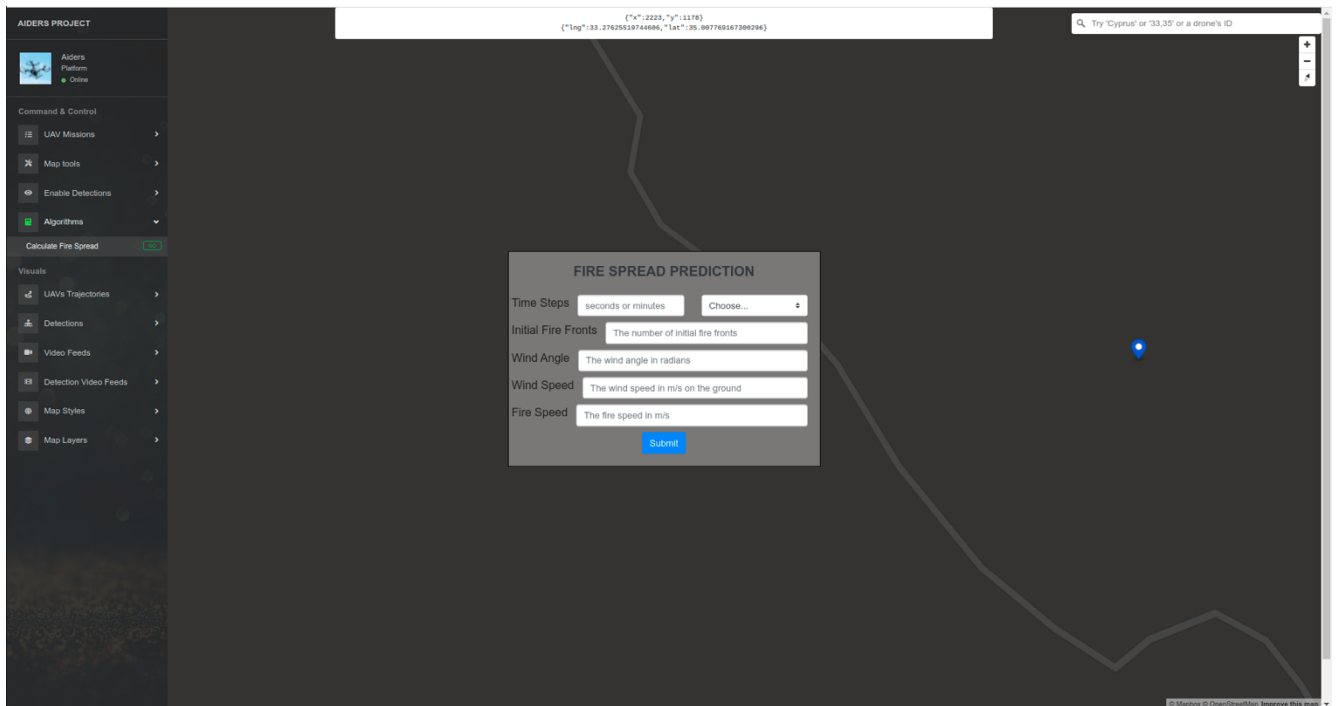 AIDERS PROJECT
Aiders
Platform
Online
Command & Control
UAV Missions
Map tools
Enable Detections
Algorithms
Calculate Fire Spread
Visuals
UAVs Trajectories
Detections
Video Feeds
Detection Video Feeds
Map Styles
Map Layers
{"x":2223,"y":1178}
{"lng":33.27625519744606,"lat":35.007769167300296}
Try 'Cyprus' or '33,35' or a drone's ID
FIRE SPREAD PREDICTION
Time Steps seconds or minutes Choose...
Initial Fire Fronts The number of initial fire fronts
Wind Angle The wind angle in radians
Wind Speed The wind speed in m/s on the ground
Fire Speed The fire speed in m/s
Submit
© Mapbox © OpenStreetMap Improve this map